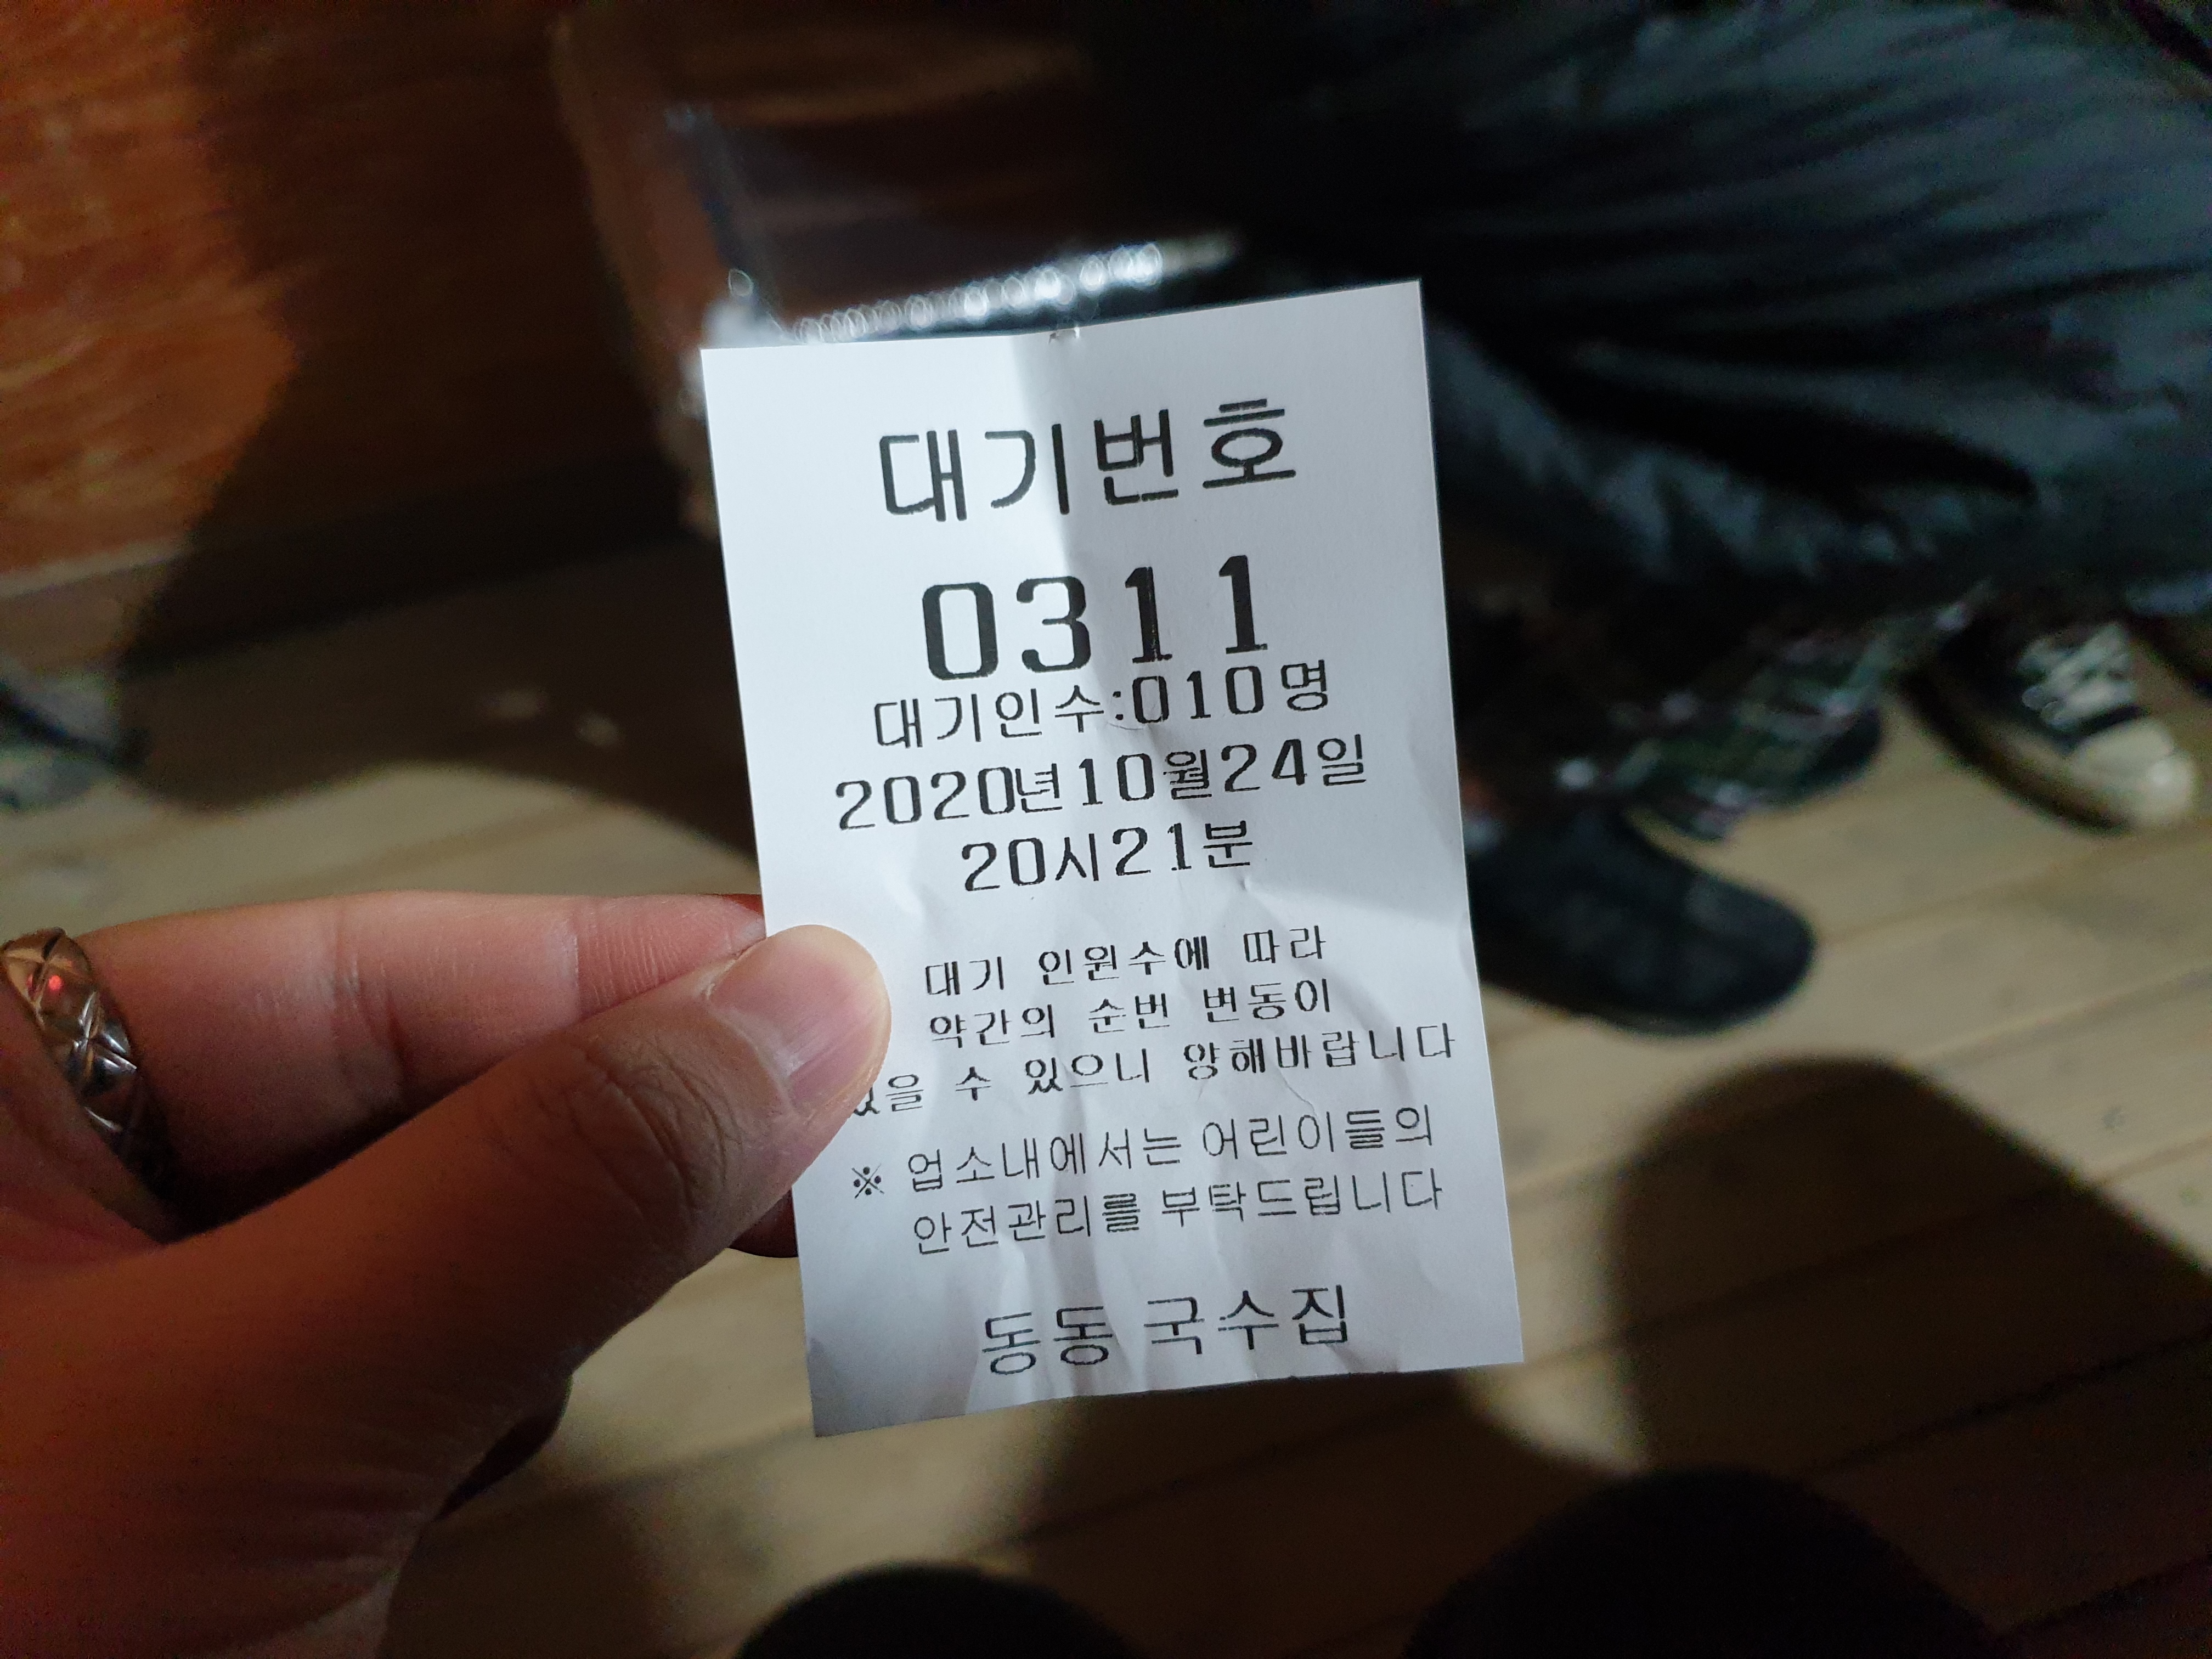 대기번호
0311
대기인수:010명
2020년10월24일
20시21분
대기 인원수에 따라
약간의 순번 변동이
있을 수 있으니 양해바랍니다
※ 업소내에서는 어린이들의
안전관리를 부탁드립니다
동동 국수집